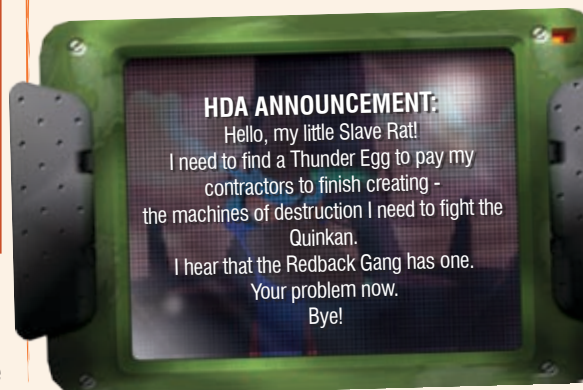 HDA ANNOUNCEMENT:
Hello, my little Slave Rat!
I need to find a Thunder Egg to pay my
contractors to finish creating -
the machines of destruction I need to fight the
Quinkan.
I hear that the Redback Gang has one.
Your problem now.
Bye!